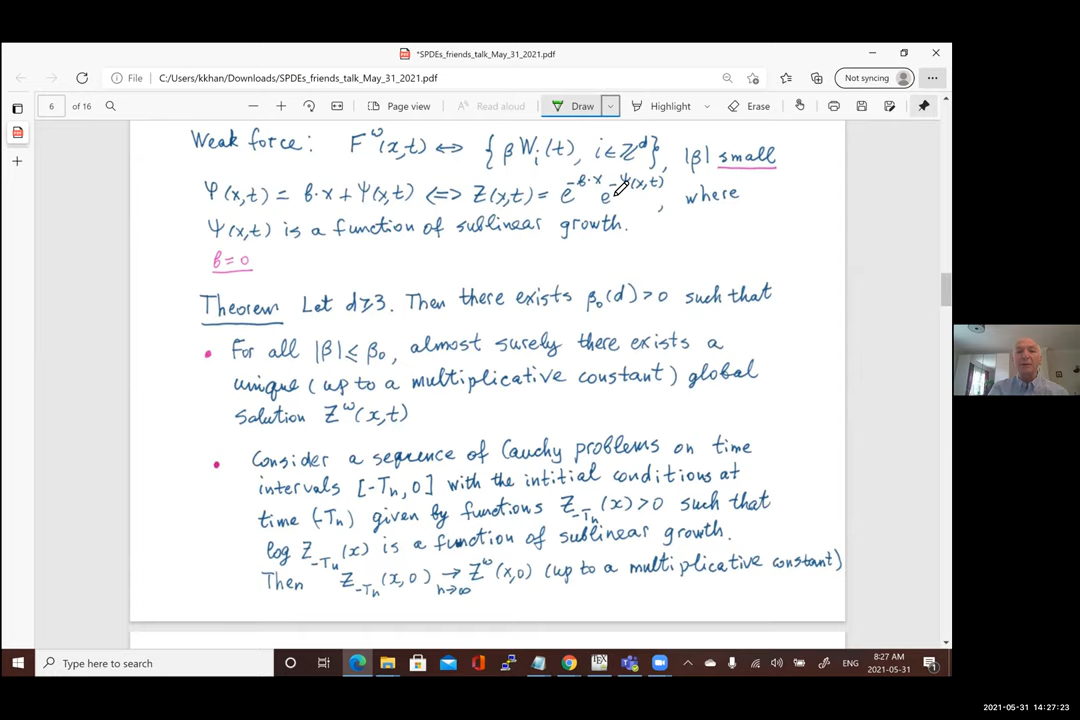 *SPDEs_friends_talk_May_31_2021.pdf
File C:/Users/kkhan/Downloads/SPDEs_friends_talk_May_31_2021.pdf
Not syncing
6 of 16
Page view
Read aloud
Draw
Highlight
Erase
Weak force: F^ω(x,t) ⟺ {β W_i(t), i∈ℤ^d}, |β| small
φ(x,t) = b·x + ψ(x,t) ⟺ Z(x,t) = e^{-b·x} e^{-ψ(x,t)}, where
ψ(x,t) is a function of sublinear growth.
b = 0
Theorem Let d⩾3. Then there exists β_0(d) > 0 such that
• For all |β| ⩽ β_0, almost surely there exists a
unique (up to a multiplicative constant) global
solution Z^ω(x,t)
• Consider a sequence of Cauchy problems on time
intervals [-T_n, 0] with the intitial conditions at
time (-T_n) given by functions Z_{-T_n}(x) > 0 such that
log Z_{-T_n}(x) is a function of sublinear growth.
Then Z_{-T_n}(x,0) →_{n→∞} Z^ω(x,0) (up to a multiplicative constant)
Type here to search
ENG
8:27 AM
2021-05-31
2021-05-31 14:27:23